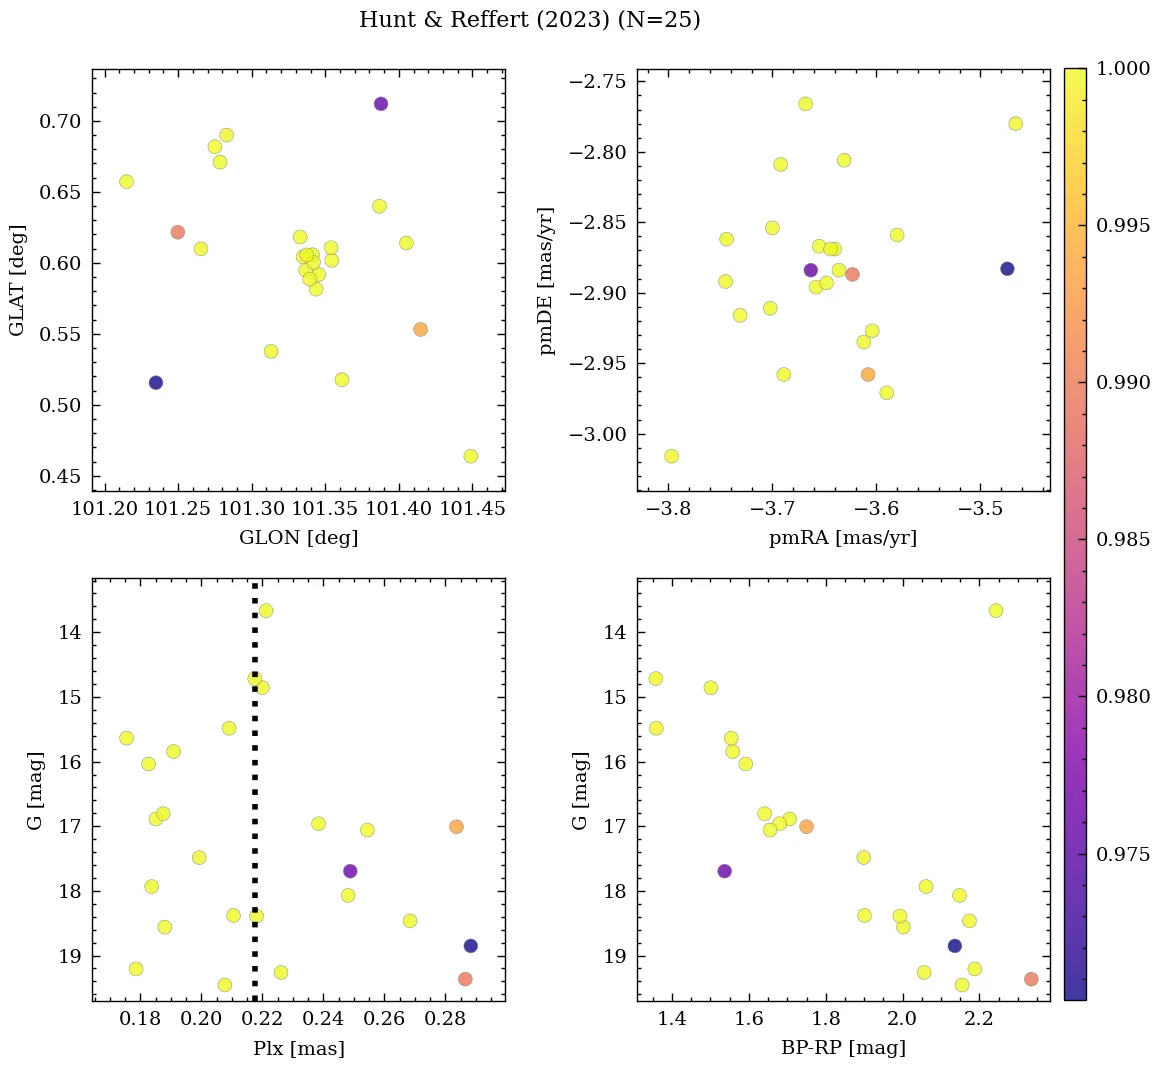 Hunt & Reffert (2023) (N=25)
0.70
0.65
0.60
0.55
0.50
0.45
GLAT [deg]
101.20 101.25 101.30 101.35 101.40 101.45
GLON [deg]
−2.75
−2.80
−2.85
−2.90
−2.95
−3.00
pmDE [mas/yr]
−3.8 −3.7 −3.6 −3.5
pmRA [mas/yr]
1.000
0.995
0.990
0.985
0.980
0.975
14
15
16
17
18
19
G [mag]
0.18 0.20 0.22 0.24 0.26 0.28
Plx [mas]
14
15
16
17
18
19
G [mag]
1.4 1.6 1.8 2.0 2.2
BP-RP [mag]